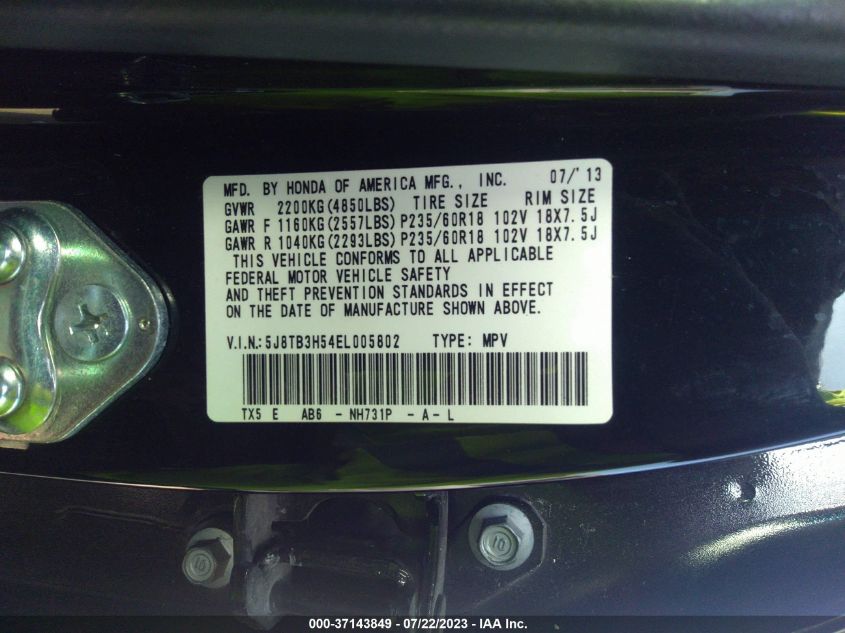 MFD. BY HONDA OF AMERICA MFG., INC. 07/'13
GVWR 2200KG(4850LBS) TIRE SIZE RIM SIZE
GAWR F 1160KG(2557LBS) P235/60R18 102V 18X7.5J
GAWR R 1040KG(2293LBS) P235/60R18 102V 18X7.5J
THIS VEHICLE CONFORMS TO ALL APPLICABLE
FEDERAL MOTOR VEHICLE SAFETY
AND THEFT PREVENTION STANDARDS IN EFFECT
ON THE DATE OF MANUFACTURE SHOWN ABOVE.
V.I.N.:5J8TB3H54EL005802 TYPE: MPV
TX5 E AB6 - NH731P - A - L
10
10
000-37143849 - 07/22/2023 - IAA Inc.